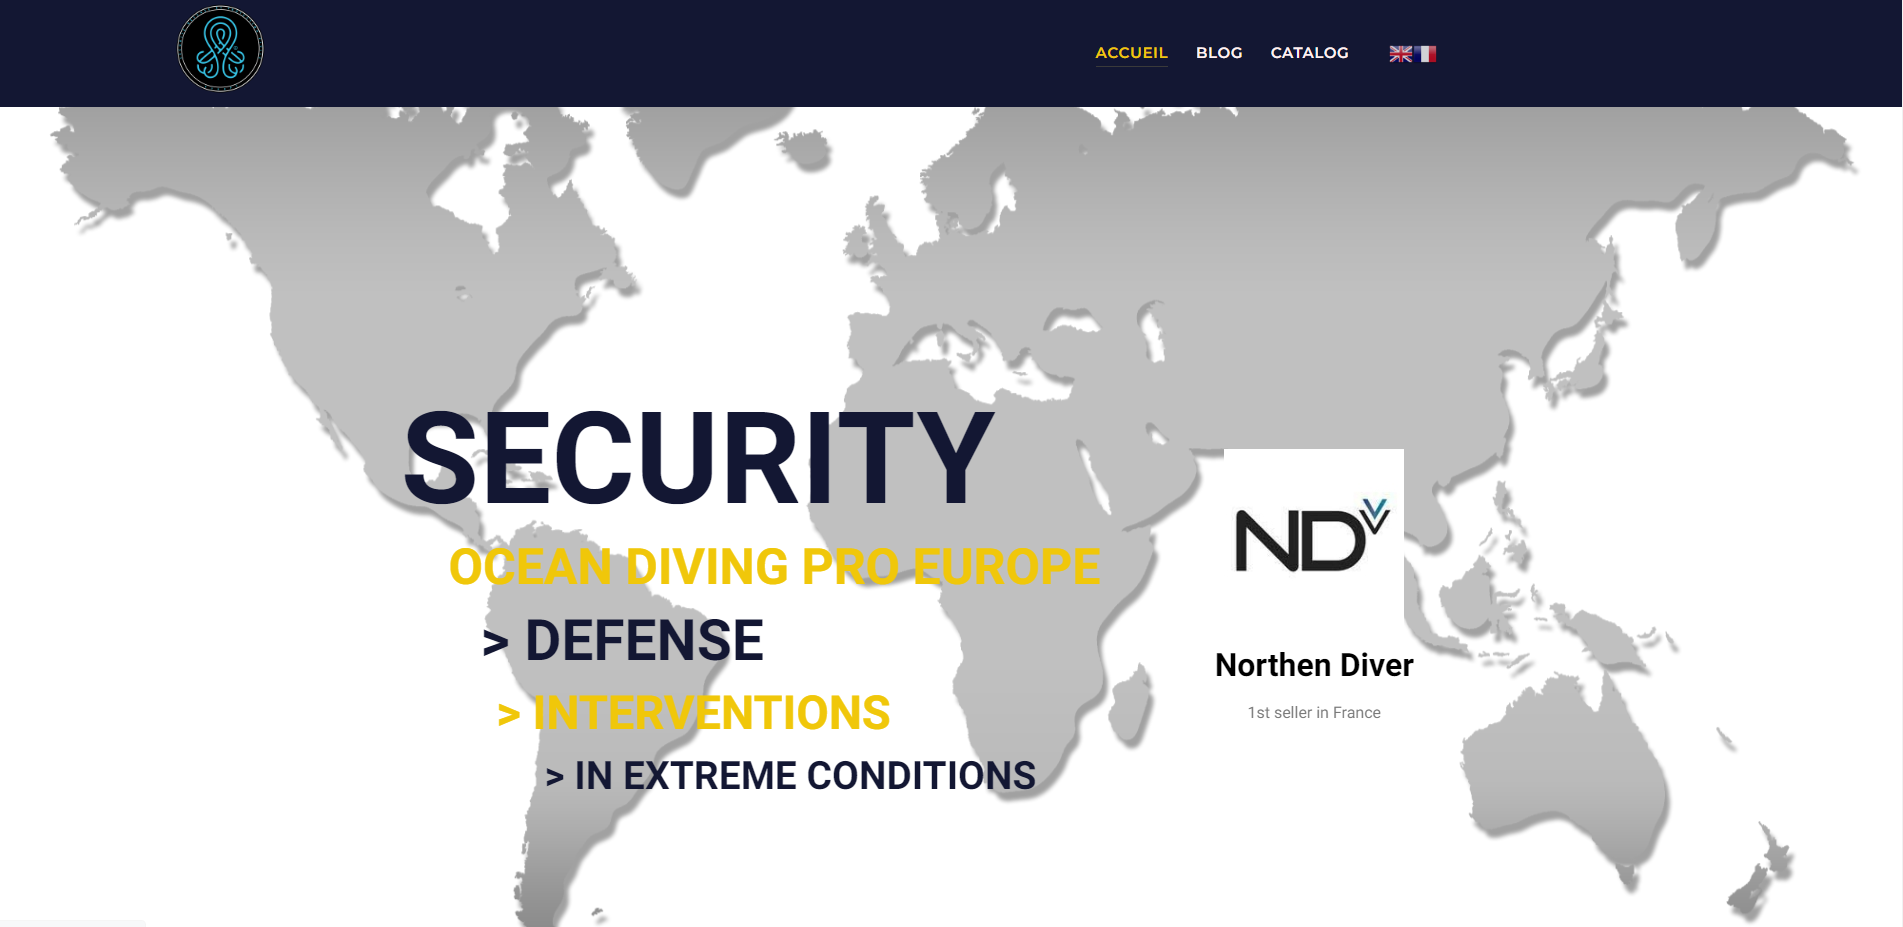 ACCUEIL BLOG CATALOG
SECURITY
OCEAN DIVING PRO EUROPE
> DEFENSE
> INTERVENTIONS
> IN EXTREME CONDITIONS
ND
Northen Diver
1st seller in France